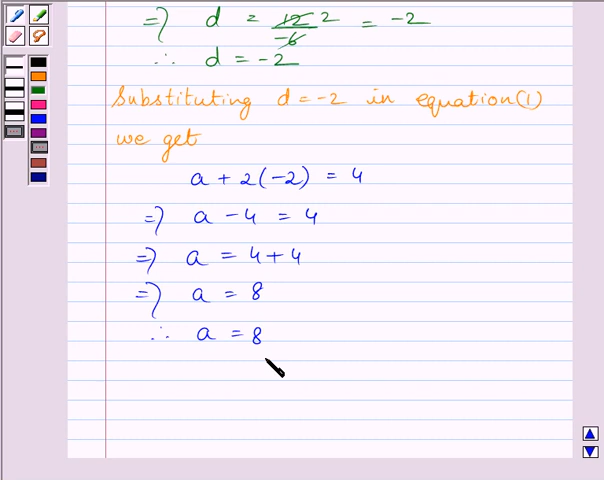 => d = 12/-6 2 = -2
∴ d = -2
Substituting d = -2 in equation (1)
we get
a + 2(-2) = 4
=> a - 4 = 4
=> a = 4 + 4
=> a = 8
∴ a = 8